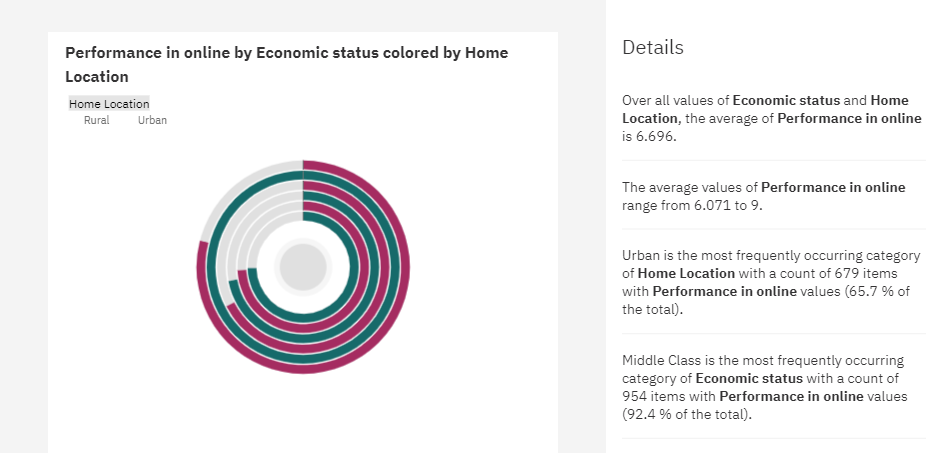 Performance in online by Economic status colored by Home
Location
Home Location
Rural Urban
Details
Over all values of Economic status and Home
Location, the average of Performance in online
is 6.696.
The average values of Performance in online
range from 6.071 to 9.
Urban is the most frequently occurring category
of Home Location with a count of 679 items
with Performance in online values (65.7 % of
the total).
Middle Class is the most frequently occurring
category of Economic status with a count of
954 items with Performance in online values
(92.4 % of the total).